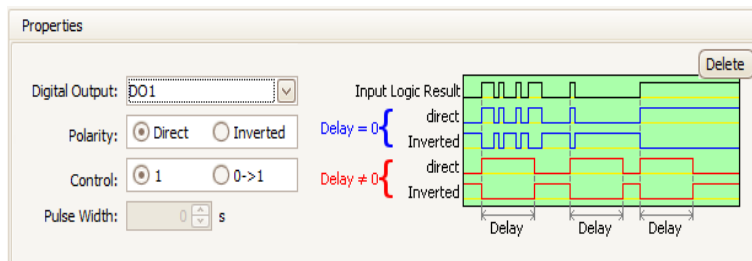 Properties
Delete
Digital Output: DO1
Polarity: Direct Inverted
Control: 1 0->1
Pulse Width: 0 s
Input Logic Result
Delay = 0{ direct
Inverted
Delay ≠ 0{ direct
Inverted
Delay Delay Delay